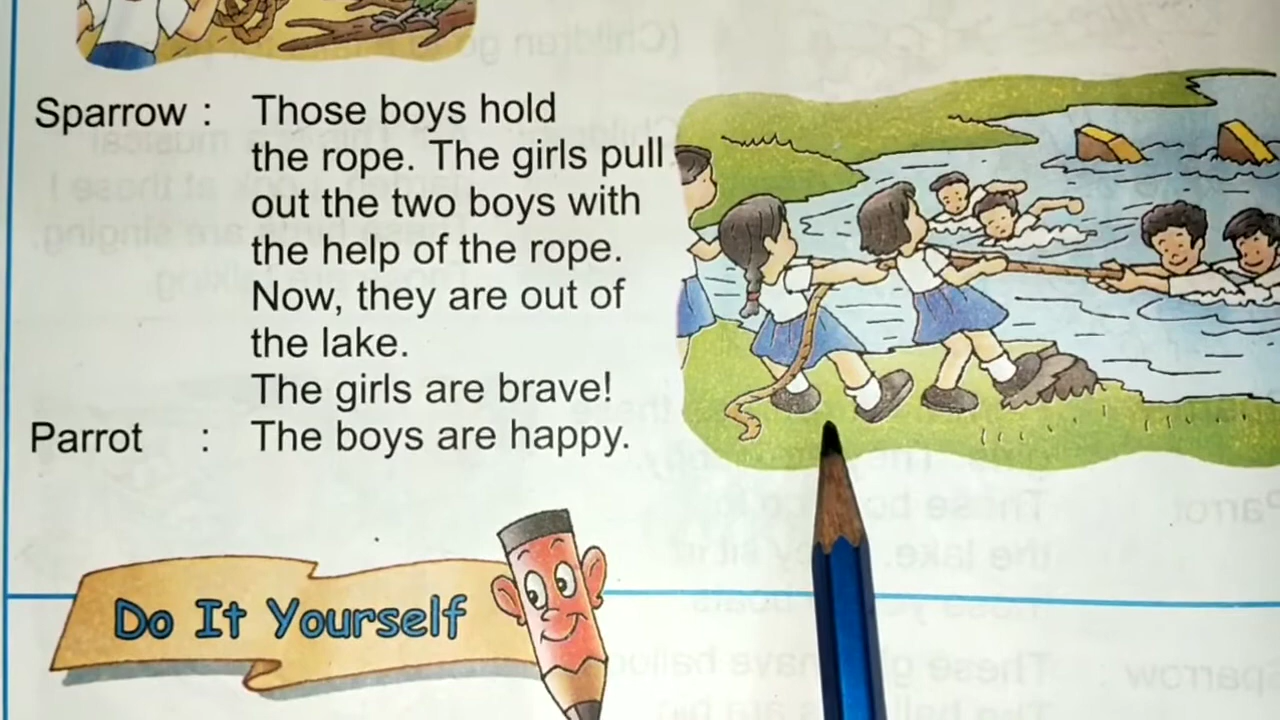 Sparrow : Those boys hold
the rope. The girls pull
out the two boys with
the help of the rope.
Now, they are out of
the lake.
The girls are brave!
Parrot : The boys are happy.
Do It Yourself